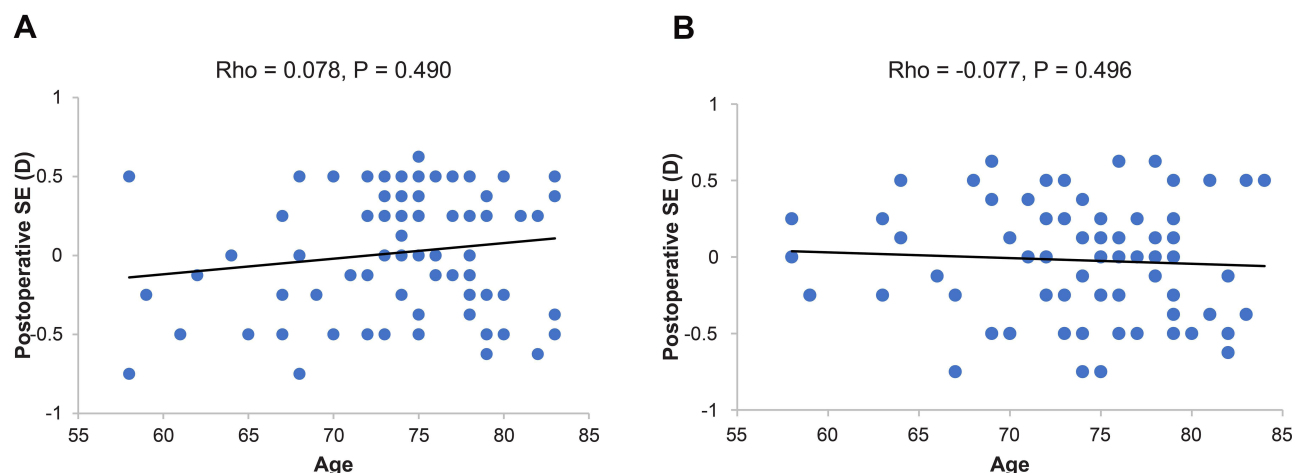 A
Rho = 0.078, P = 0.490
Postoperative SE (D)
1
0.5
0
-0.5
-1
55 60 65 70 75 80 85
Age
B
Rho = -0.077, P = 0.496
Postoperative SE (D)
1
0.5
0
-0.5
-1
55 60 65 70 75 80 85
Age